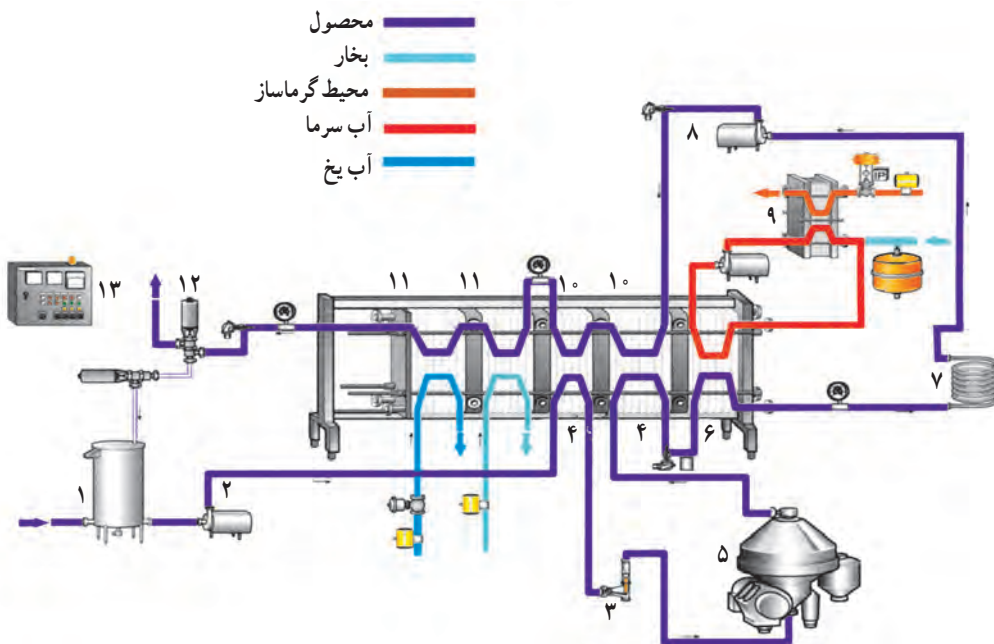 محصول
بخار
محیط گرماساز
آب سرما
آب یخ
۸
۹
IP
۱۳
۱۲
۱۱
۱۱
۱۰
۱۰
۷
۴
۴
۶
۱
۲
۵
۳